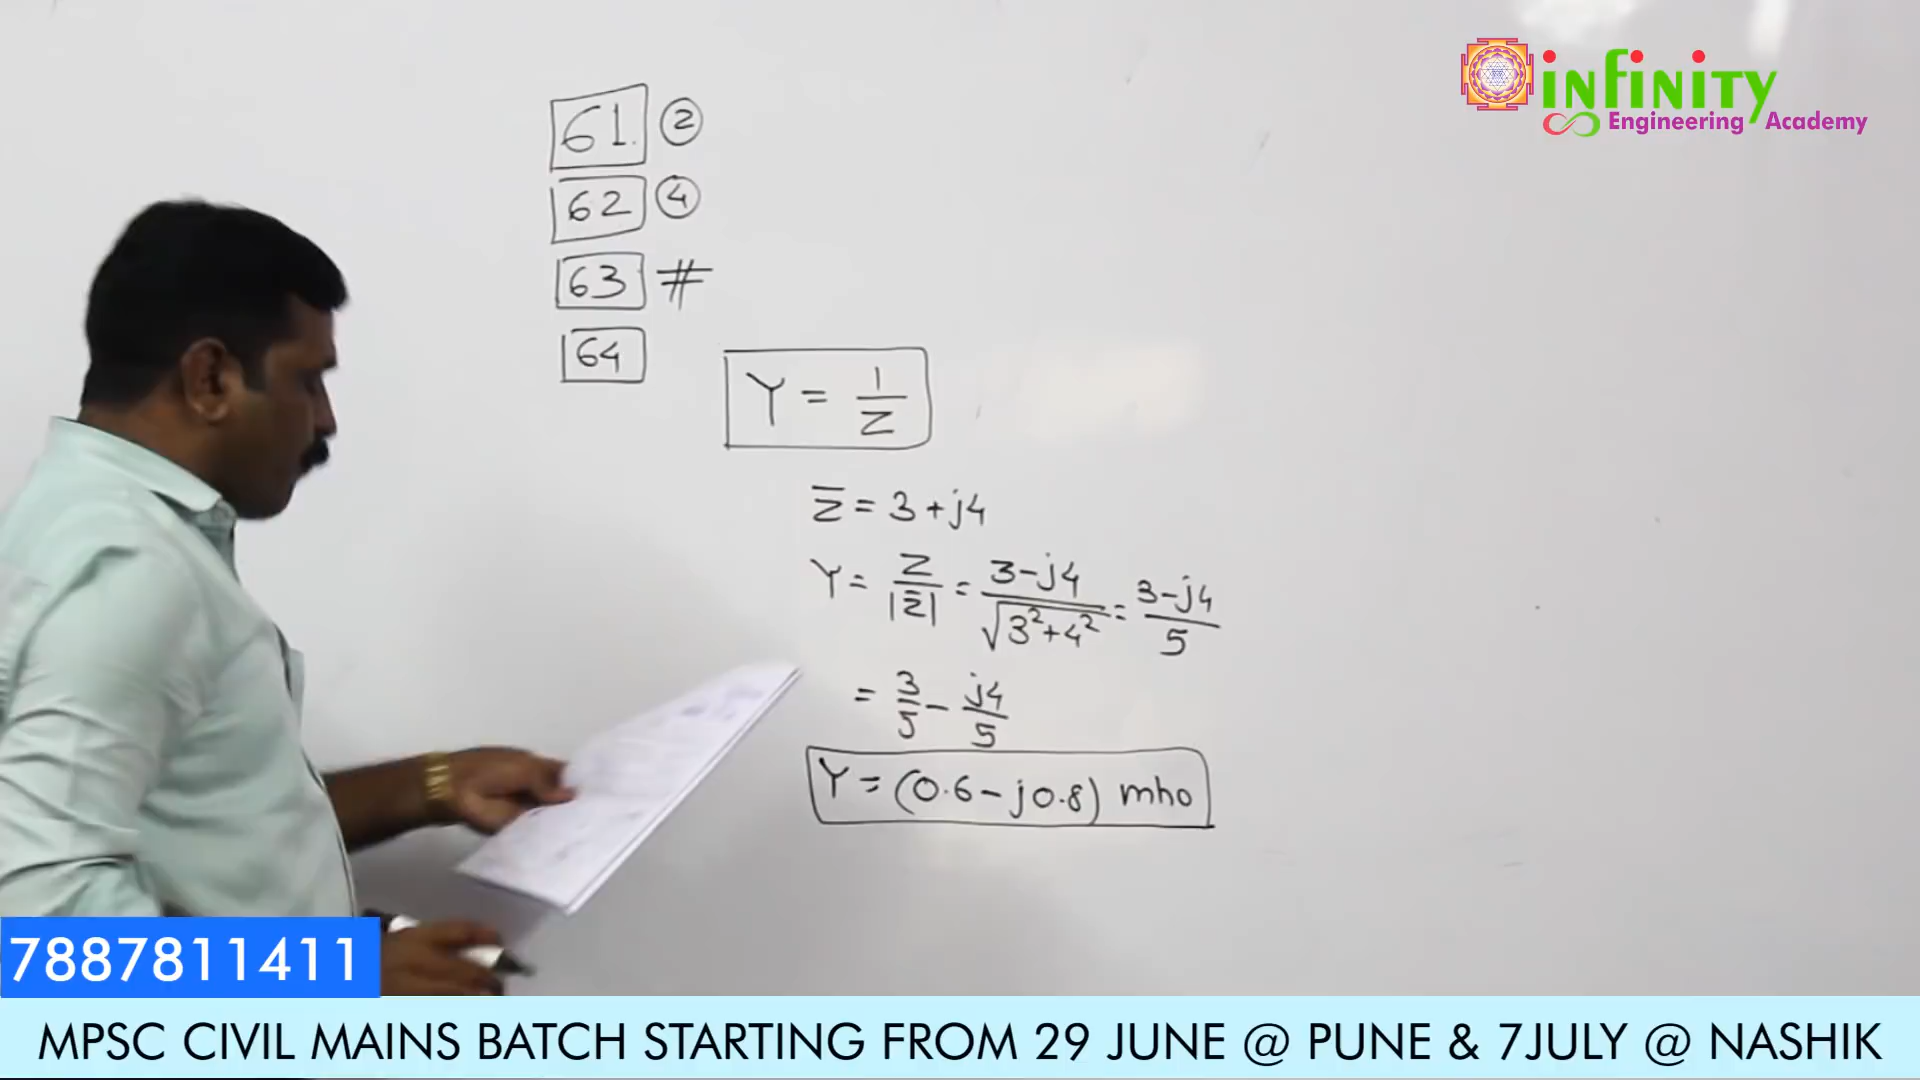 infinity
Engineering Academy
61. ②
62 ④
63 #
64
Y = 1/Z
Z̅ = 3 + j4
Y = Z/|Z̅| = 3-j4/√3²+4² = 3-j4/5
= 3/5 - j4/5
Y = (0.6 - j0.8) mho
7887811411
MPSC CIVIL MAINS BATCH STARTING FROM 29 JUNE @ PUNE & 7JULY @ NASHIK